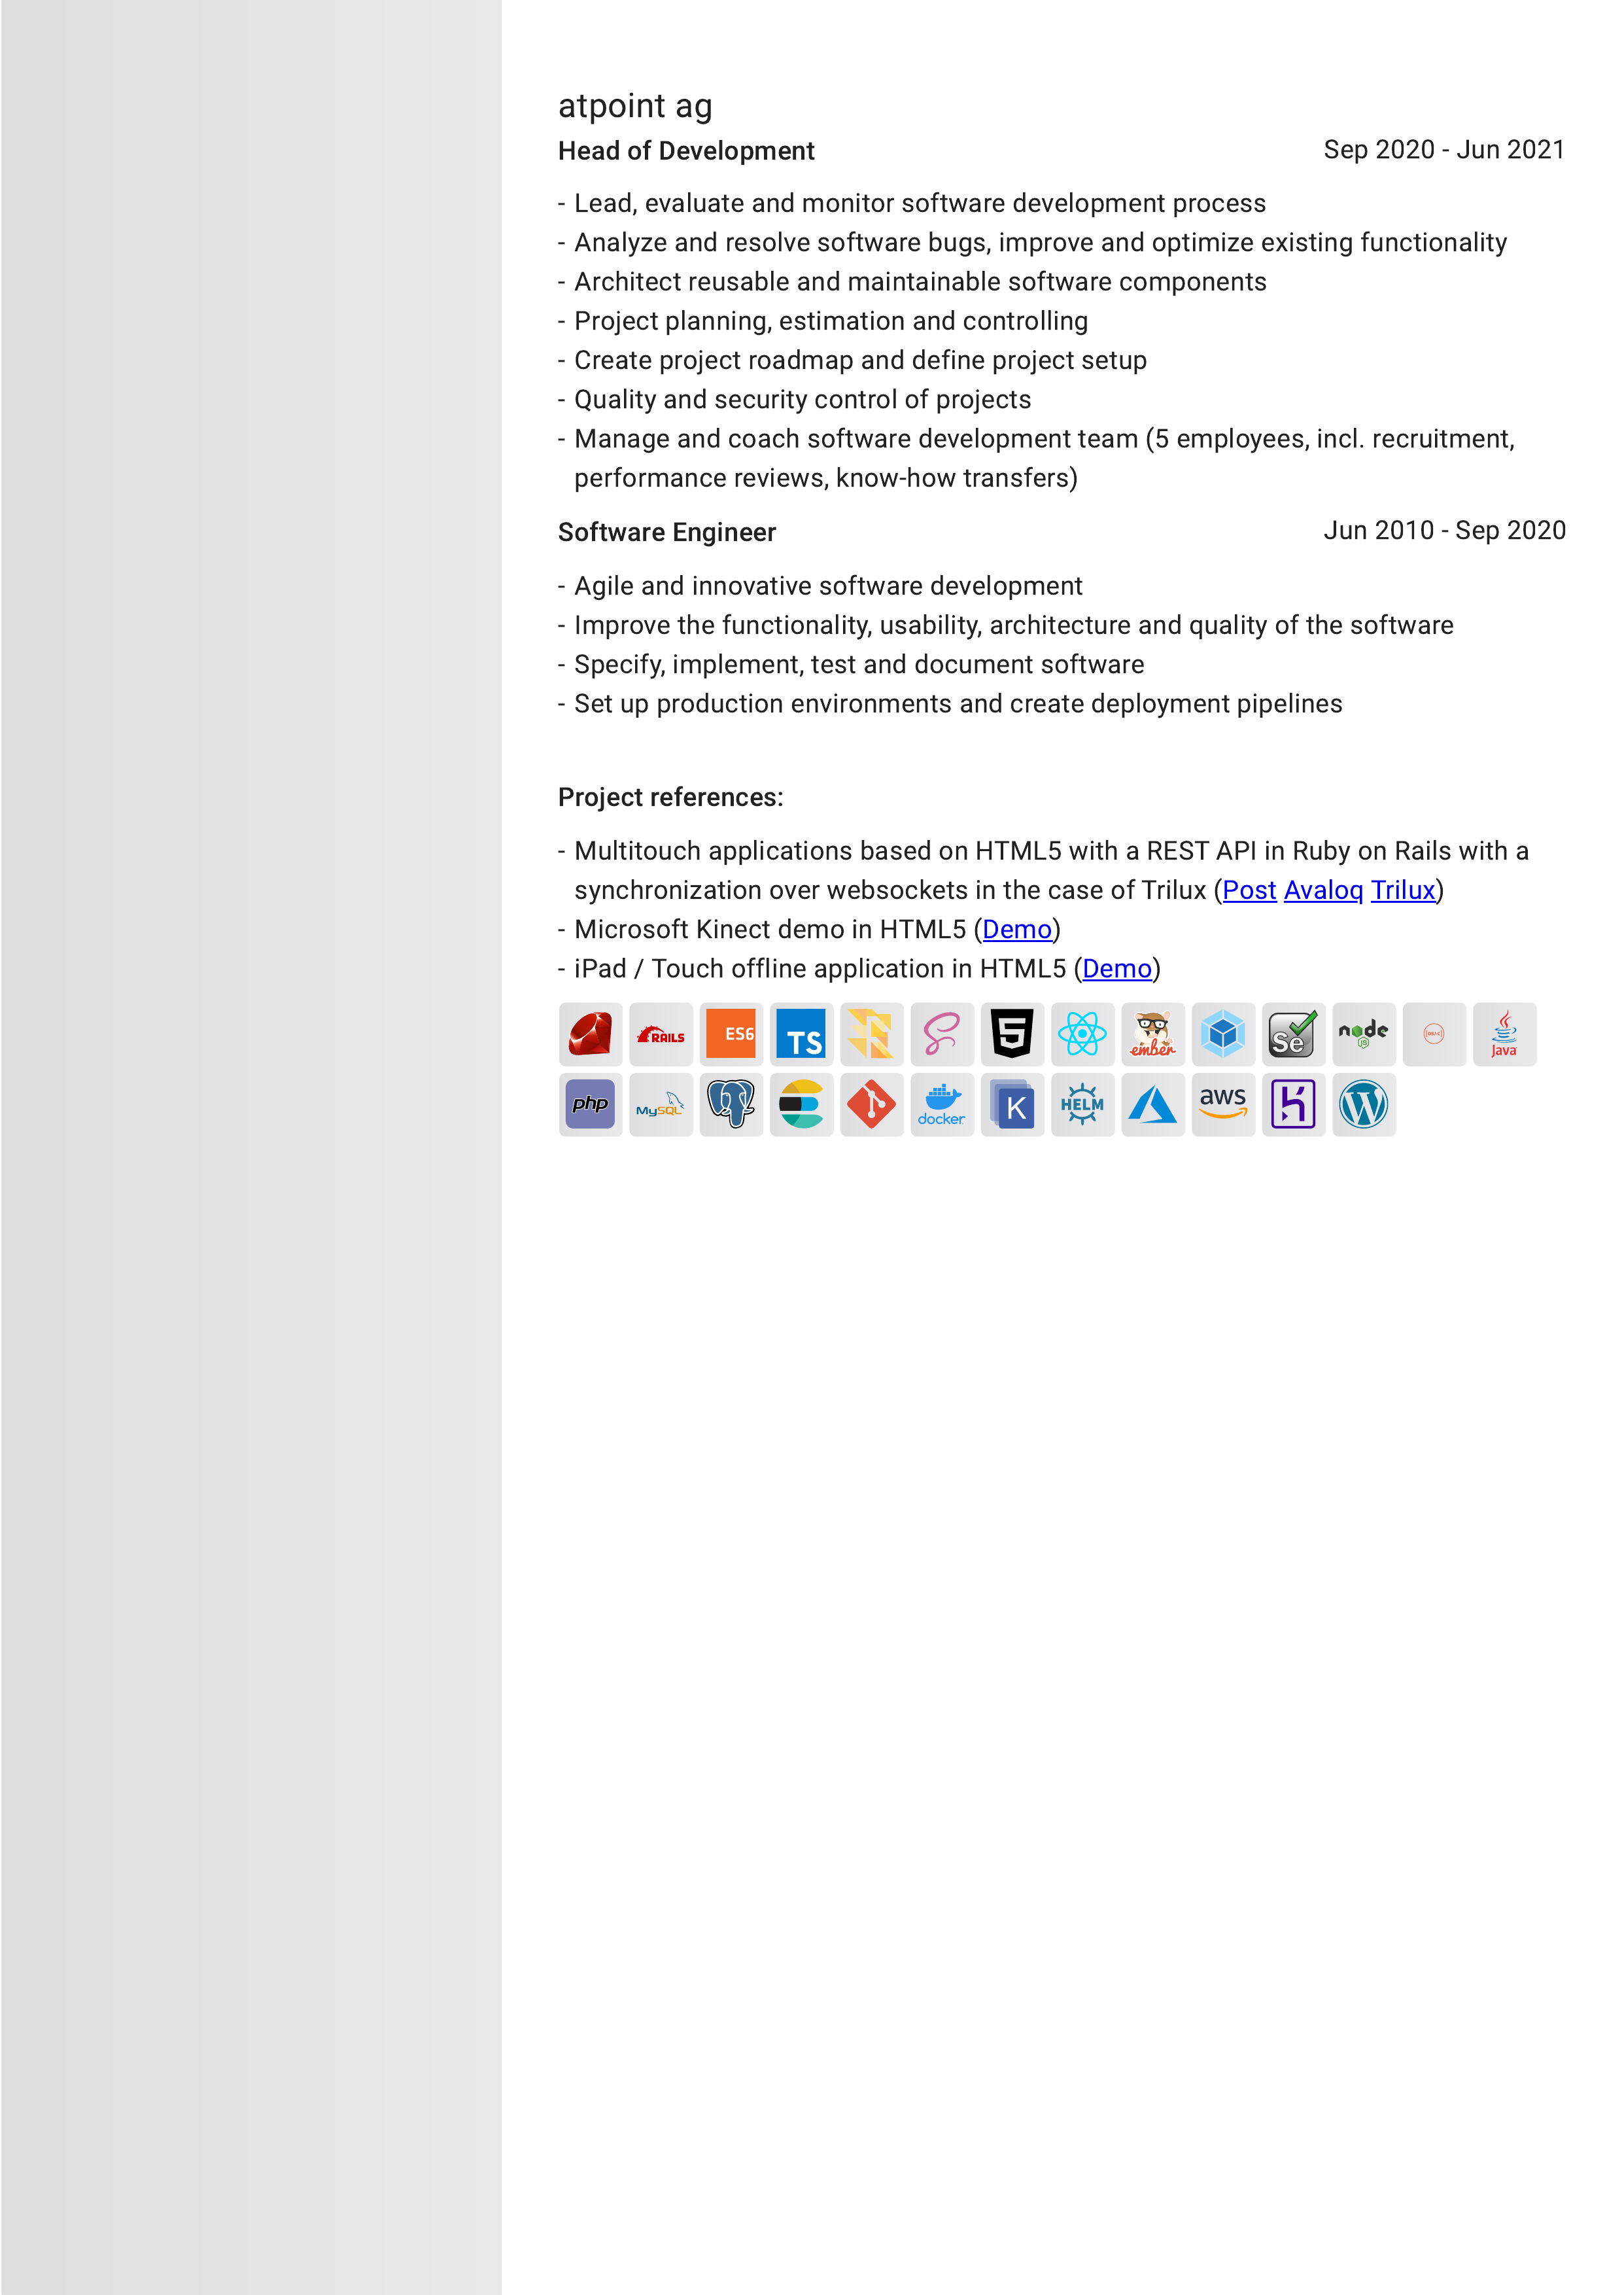 atpoint ag
Head of Development Sep 2020 - Jun 2021
- Lead, evaluate and monitor software development process
- Analyze and resolve software bugs, improve and optimize existing functionality
- Architect reusable and maintainable software components
- Project planning, estimation and controlling
- Create project roadmap and define project setup
- Quality and security control of projects
- Manage and coach software development team (5 employees, incl. recruitment,
performance reviews, know-how transfers)
Software Engineer Jun 2010 - Sep 2020
- Agile and innovative software development
- Improve the functionality, usability, architecture and quality of the software
- Specify, implement, test and document software
- Set up production environments and create deployment pipelines
Project references:
- Multitouch applications based on HTML5 with a REST API in Ruby on Rails with a
synchronization over websockets in the case of Trilux (Post Avaloq Trilux)
- Microsoft Kinect demo in HTML5 (Demo)
- iPad / Touch offline application in HTML5 (Demo)
RAILS ES6 TS 5 ember Se node JS Java
php MySQL docker K HELM aws W